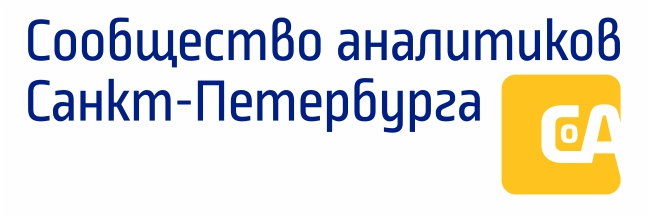 Сообщество аналитиков
Санкт-Петербурга
СоА